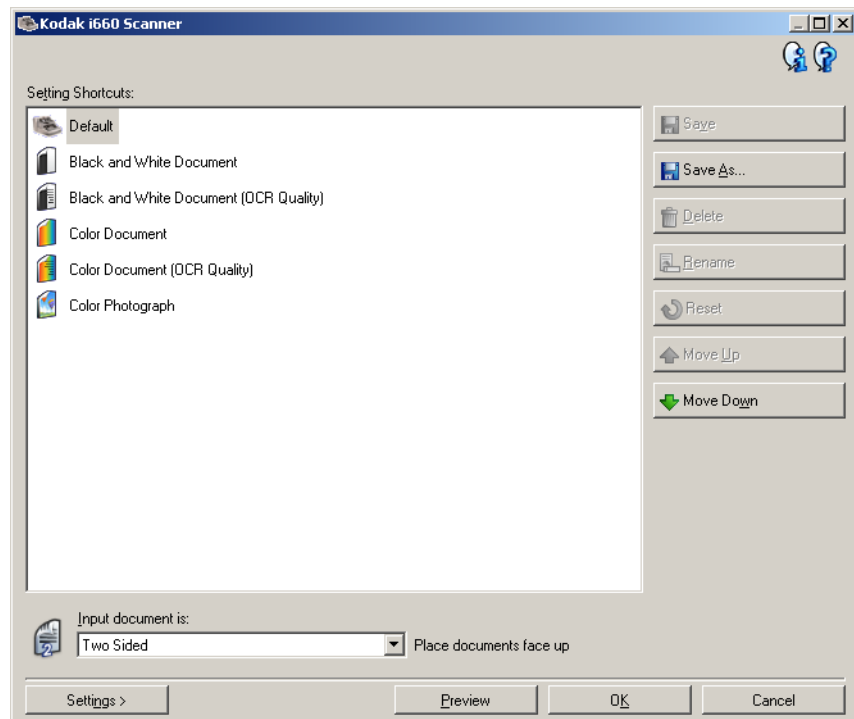 Kodak i660 Scanner
Setting Shortcuts:
Default
Black and White Document
Black and White Document (OCR Quality)
Color Document
Color Document (OCR Quality)
Color Photograph
Save
Save As...
Delete
Rename
Reset
Move Up
Move Down
Input document is:
2
Two Sided
Place documents face up
Settings >
Preview
OK
Cancel